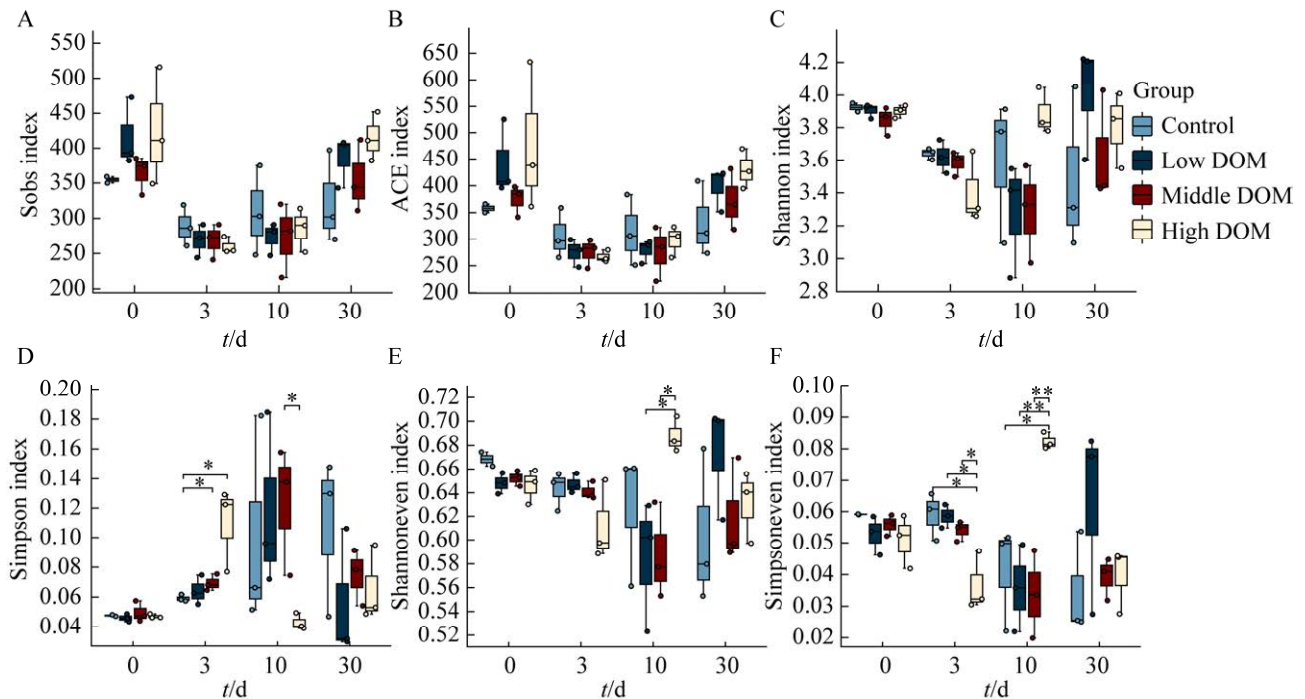 A
Sobs index
550
500
450
400
350
300
250
200
0 3 10 30
t/d
B
ACE index
650
600
550
500
450
400
350
300
250
200
0 3 10 30
t/d
C
Shannon index
4.2
4.0
3.8
3.6
3.4
3.2
3.0
2.8
0 3 10 30
t/d
Group
Control
Low DOM
Middle DOM
High DOM
D
Simpson index
0.20
0.18
0.16
0.14
0.12
0.10
0.08
0.06
0.04
*
*
*
0 3 10 30
t/d
E
Shannoneven index
0.72
0.70
0.68
0.66
0.64
0.62
0.60
0.58
0.56
0.54
0.52
*
*
0 3 10 30
t/d
F
Simpsoneven index
0.10
0.09
0.08
0.07
0.06
0.05
0.04
0.03
0.02
**
**
*
*
*
*
0 3 10 30
t/d